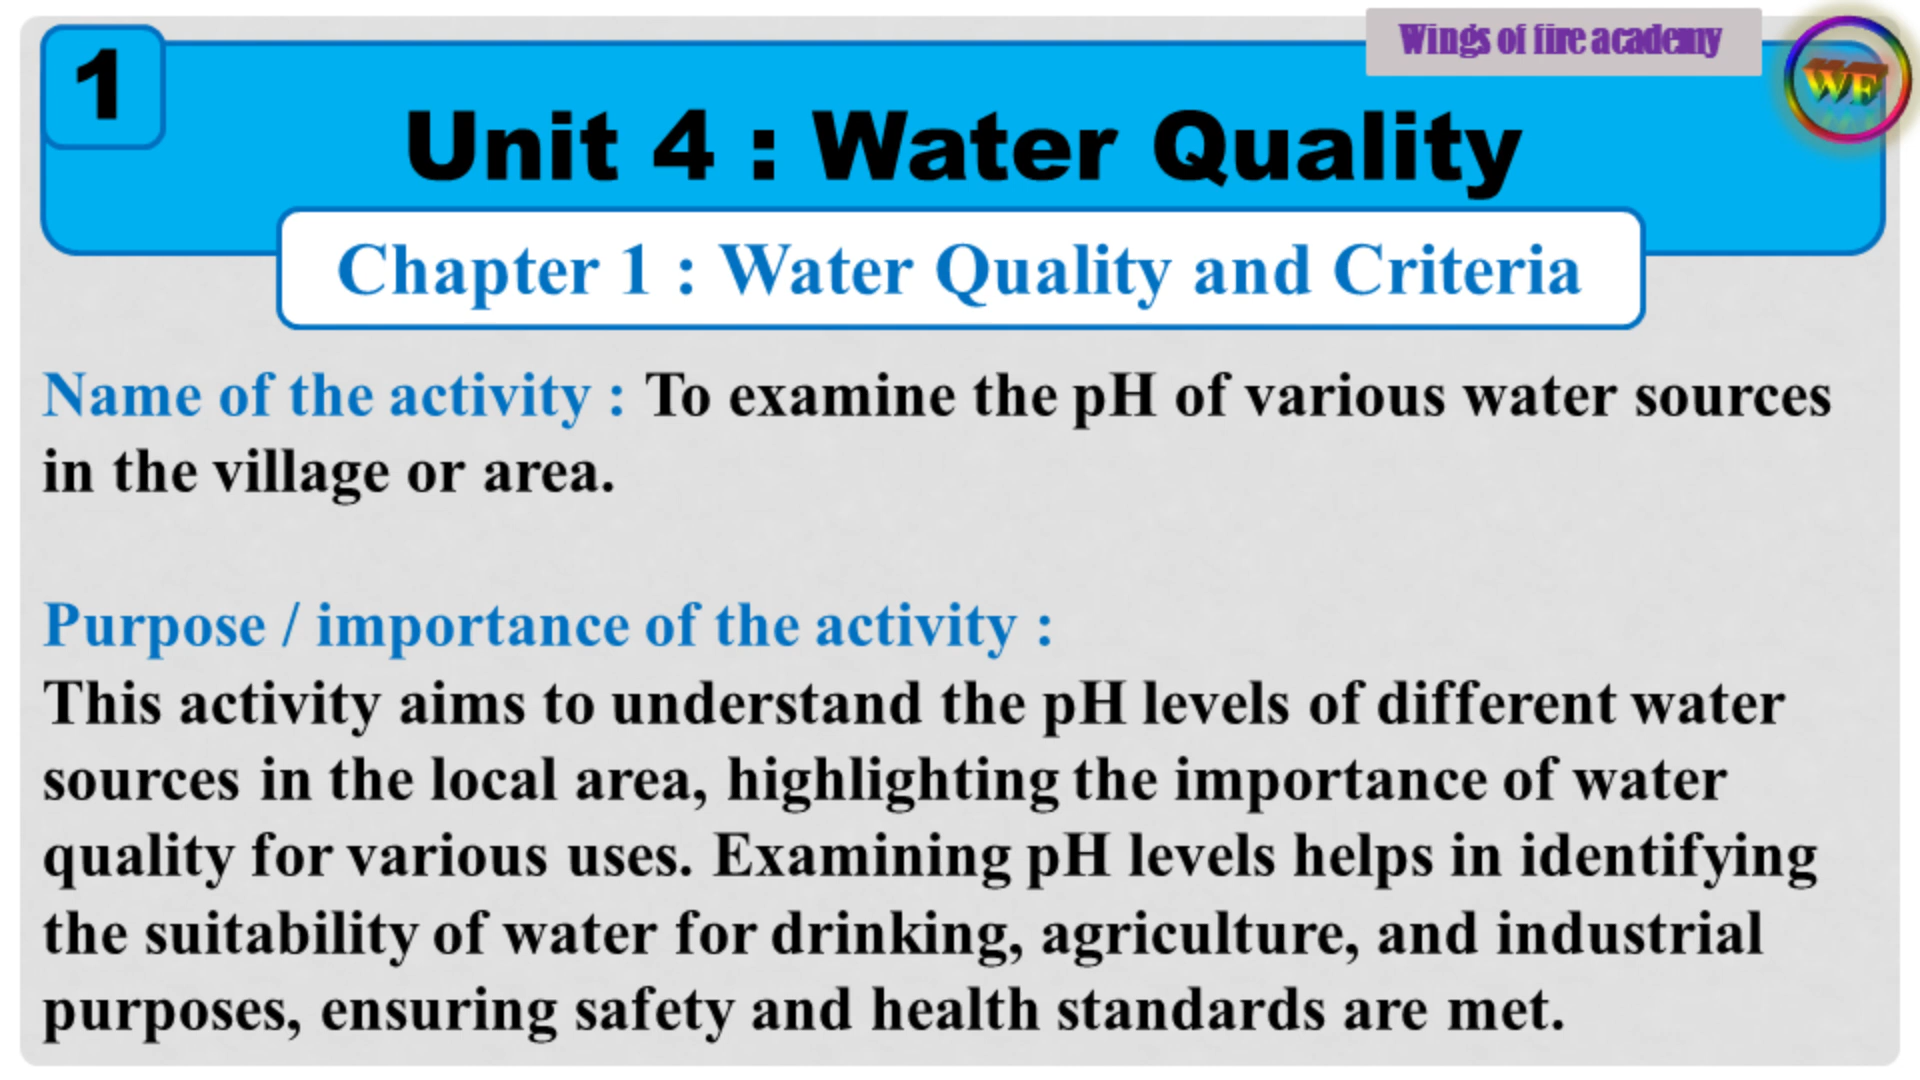 Wings of fire academy
WF
1
Unit 4 : Water Quality
Chapter 1 : Water Quality and Criteria
Name of the activity : To examine the pH of various water sources
in the village or area.
Purpose / importance of the activity :
This activity aims to understand the pH levels of different water
sources in the local area, highlighting the importance of water
quality for various uses. Examining pH levels helps in identifying
the suitability of water for drinking, agriculture, and industrial
purposes, ensuring safety and health standards are met.